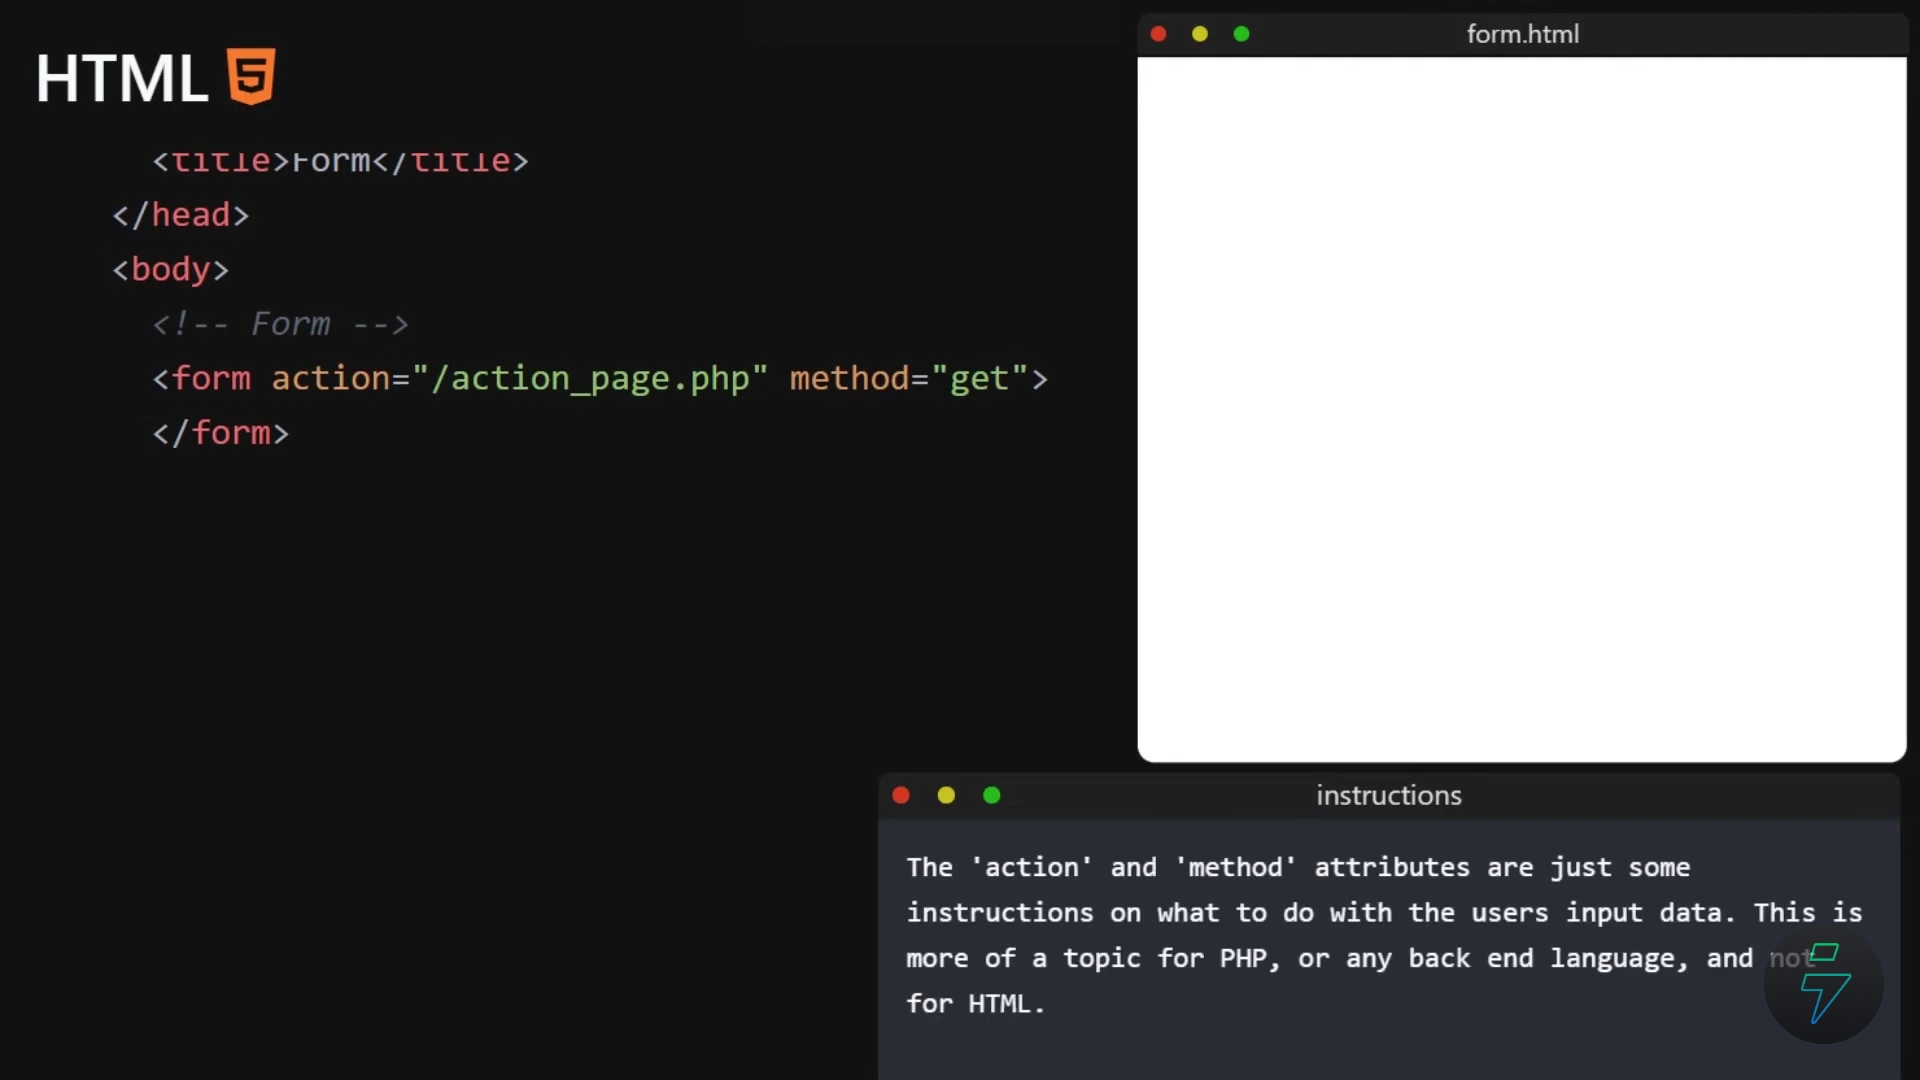 HTML 5
<title>Form</title>
</head>
<body>
<!-- Form -->
<form action="/action_page.php" method="get">
</form>
form.html
instructions
The 'action' and 'method' attributes are just some
instructions on what to do with the users input data. This is
more of a topic for PHP, or any back end language, and not
for HTML.